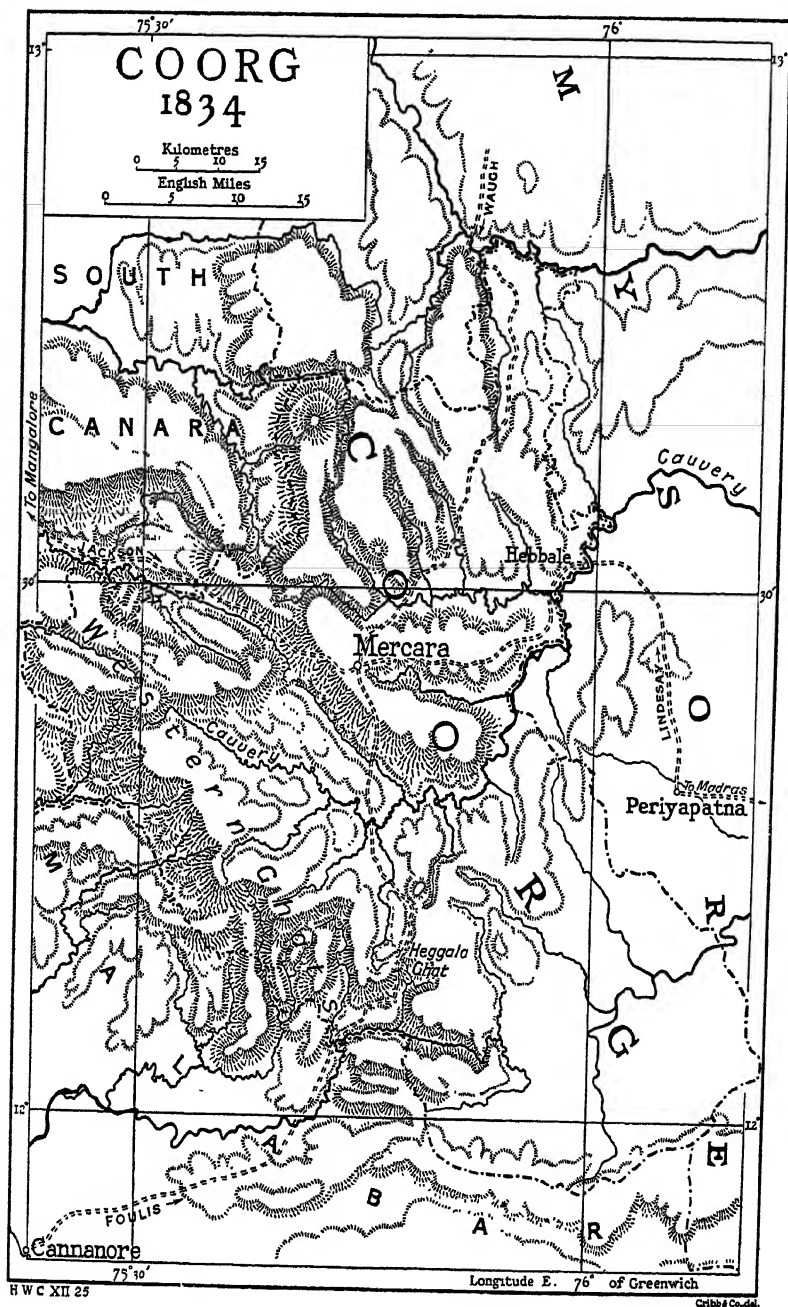 75°30'
76°
13°
13°
COORG
1834
Kilometres
0 5 10 15
English Miles
0 5 10 15
M
WAUGH
SOUTH
Y
To Mangalore
CANARA
C
Cauvery
S
JACKSON
Hebbale
30'
O
30'
Mercara
Western Ghats
LINDESAY
O
O
Cauvery
To Madras
Periyapatna
M
R
R
A
Heggala
Ghat
G
L
12°
12°
A
E
B
FOULIS
A
R
Cannanore
75°30'
Longitude E. 76° of Greenwich
H W C XII 25
Cribb & Co. del.